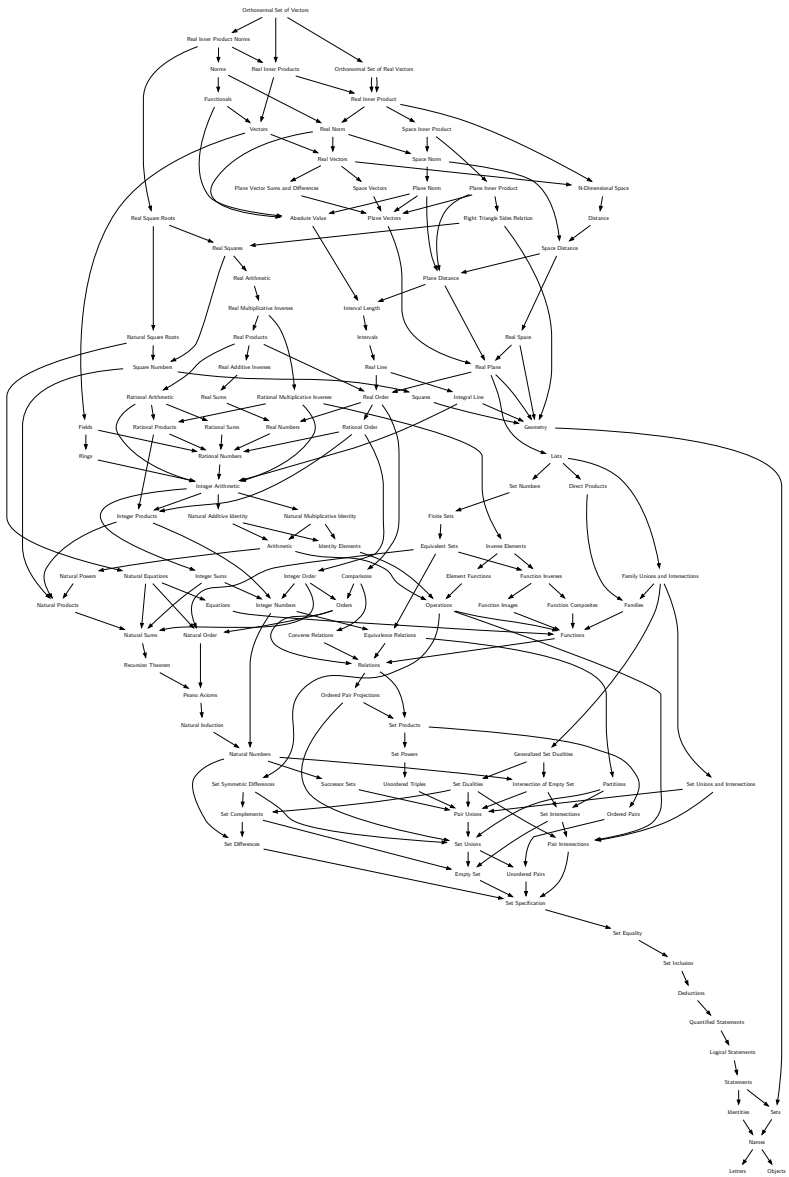 Orthonormal Set of Vectors
Real Inner Product Norms
Norms
Real Inner Products
Orthonormal Set of Real Vectors
Functionals
Real Inner Product
Vectors
Real Norm
Space Inner Product
Real Vectors
Space Norm
Plane Vector Sums and Differences
Space Vectors
Plane Norm
Plane Inner Product
N-Dimensional Space
Real Square Roots
Absolute Value
Plane Vectors
Right Triangle Sides Relation
Distance
Real Squares
Space Distance
Real Arithmetic
Plane Distance
Real Multiplicative Inverses
Interval Length
Natural Square Roots
Real Products
Intervals
Real Space
Square Numbers
Real Additive Inverses
Real Line
Real Plane
Rational Arithmetic
Real Sums
Rational Multiplicative Inverses
Real Order
Squares
Integral Line
Fields
Rational Products
Rational Sums
Real Numbers
Rational Order
Geometry
Rings
Rational Numbers
Lists
Integer Arithmetic
Set Numbers
Direct Products
Integer Products
Natural Additive Identity
Natural Multiplicative Identity
Finite Sets
Arithmetic
Identity Elements
Equivalent Sets
Inverse Elements
Natural Powers
Natural Equations
Integer Sums
Integer Order
Comparisons
Element Functions
Function Inverses
Family Unions and Intersections
Natural Products
Equations
Integer Numbers
Orders
Operations
Function Images
Function Composites
Families
Natural Sums
Natural Order
Converse Relations
Equivalence Relations
Functions
Recursion Theorem
Relations
Peano Axioms
Ordered Pair Projections
Natural Induction
Set Products
Natural Numbers
Set Powers
Generalized Set Dualities
Set Symmetric Differences
Successor Sets
Unordered Triples
Set Dualities
Intersection of Empty Set
Partitions
Set Unions and Intersections
Set Complements
Pair Unions
Set Intersections
Ordered Pairs
Set Differences
Set Unions
Pair Intersections
Empty Set
Unordered Pairs
Set Specification
Set Equality
Set Inclusion
Deductions
Quantified Statements
Logical Statements
Statements
Identities
Sets
Names
Letters
Objects